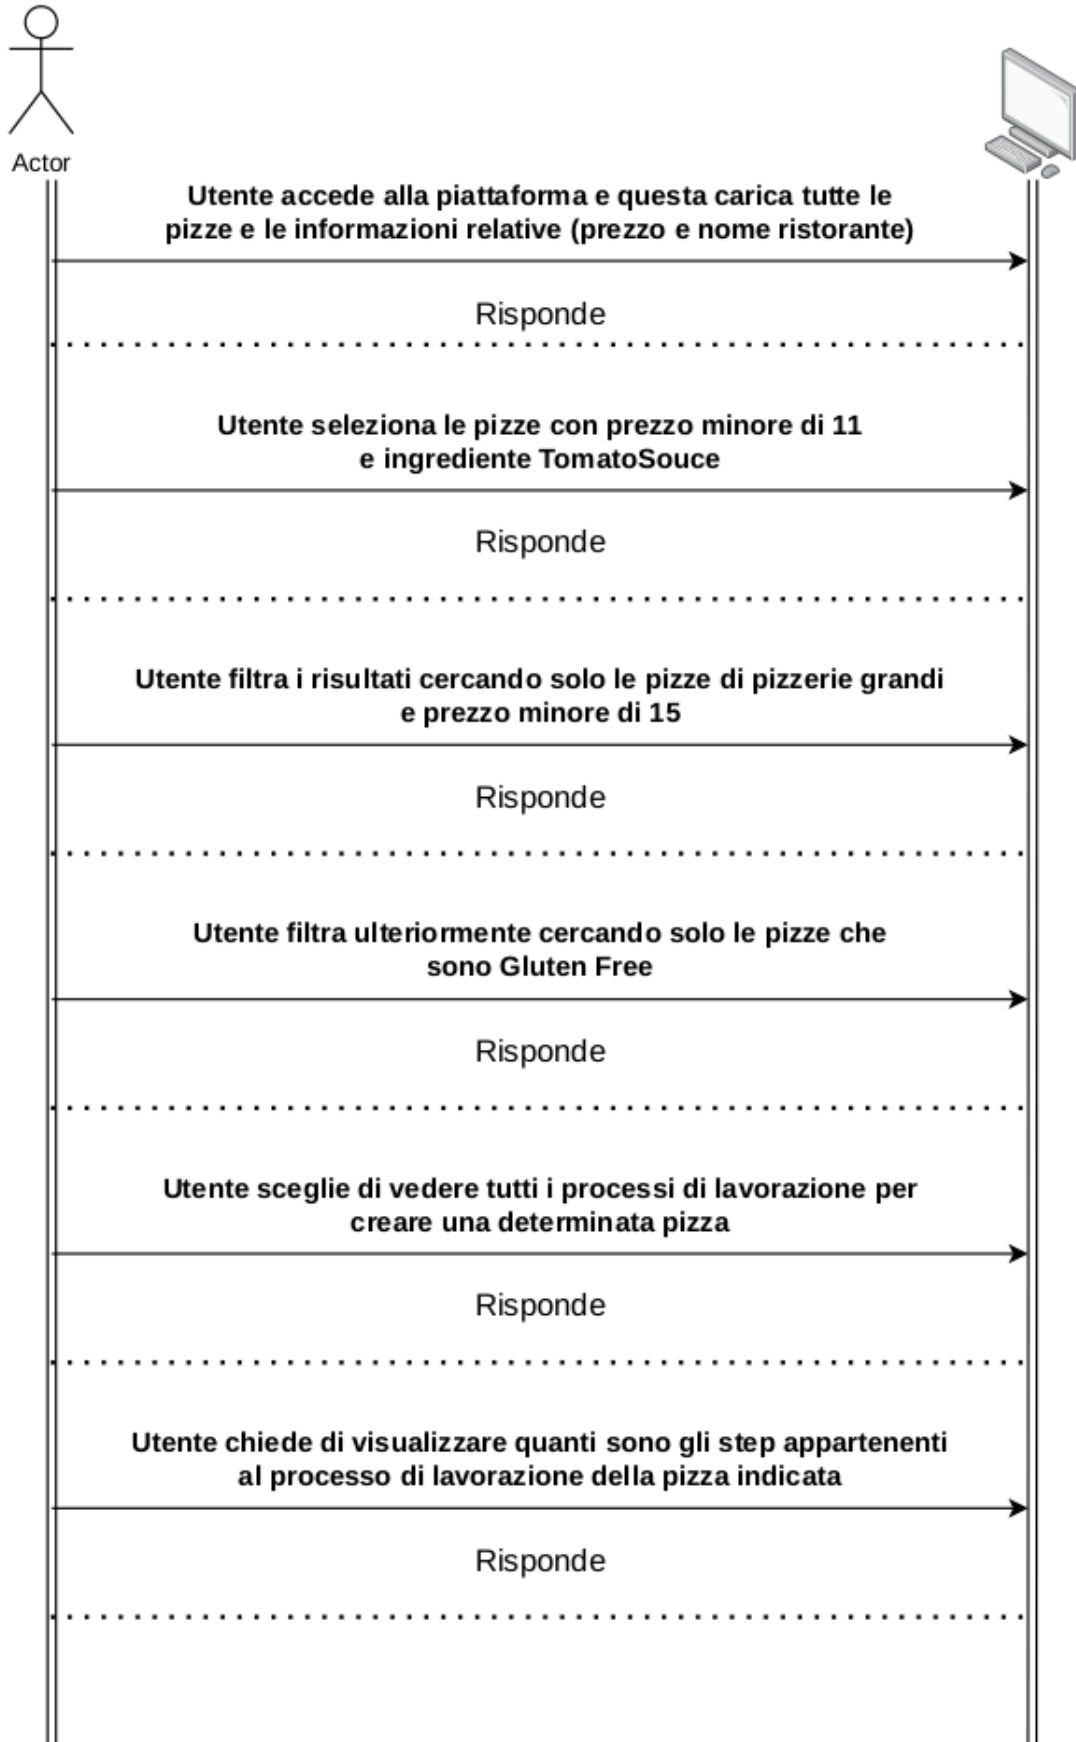 Actor
Utente accede alla piattaforma e questa carica tutte le
pizze e le informazioni relative (prezzo e nome ristorante)
Risponde
Utente seleziona le pizze con prezzo minore di 11
e ingrediente TomatoSouce
Risponde
Utente filtra i risultati cercando solo le pizze di pizzerie grandi
e prezzo minore di 15
Risponde
Utente filtra ulteriormente cercando solo le pizze che
sono Gluten Free
Risponde
Utente sceglie di vedere tutti i processi di lavorazione per
creare una determinata pizza
Risponde
Utente chiede di visualizzare quanti sono gli step appartenenti
al processo di lavorazione della pizza indicata
Risponde